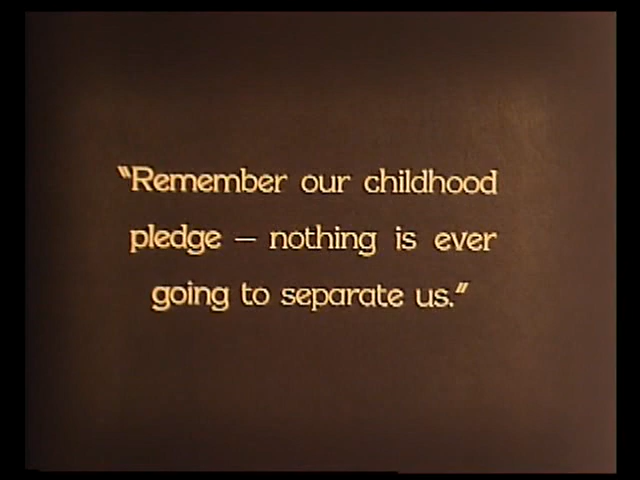 "Remember our childhood
pledge — nothing is ever
going to separate us."